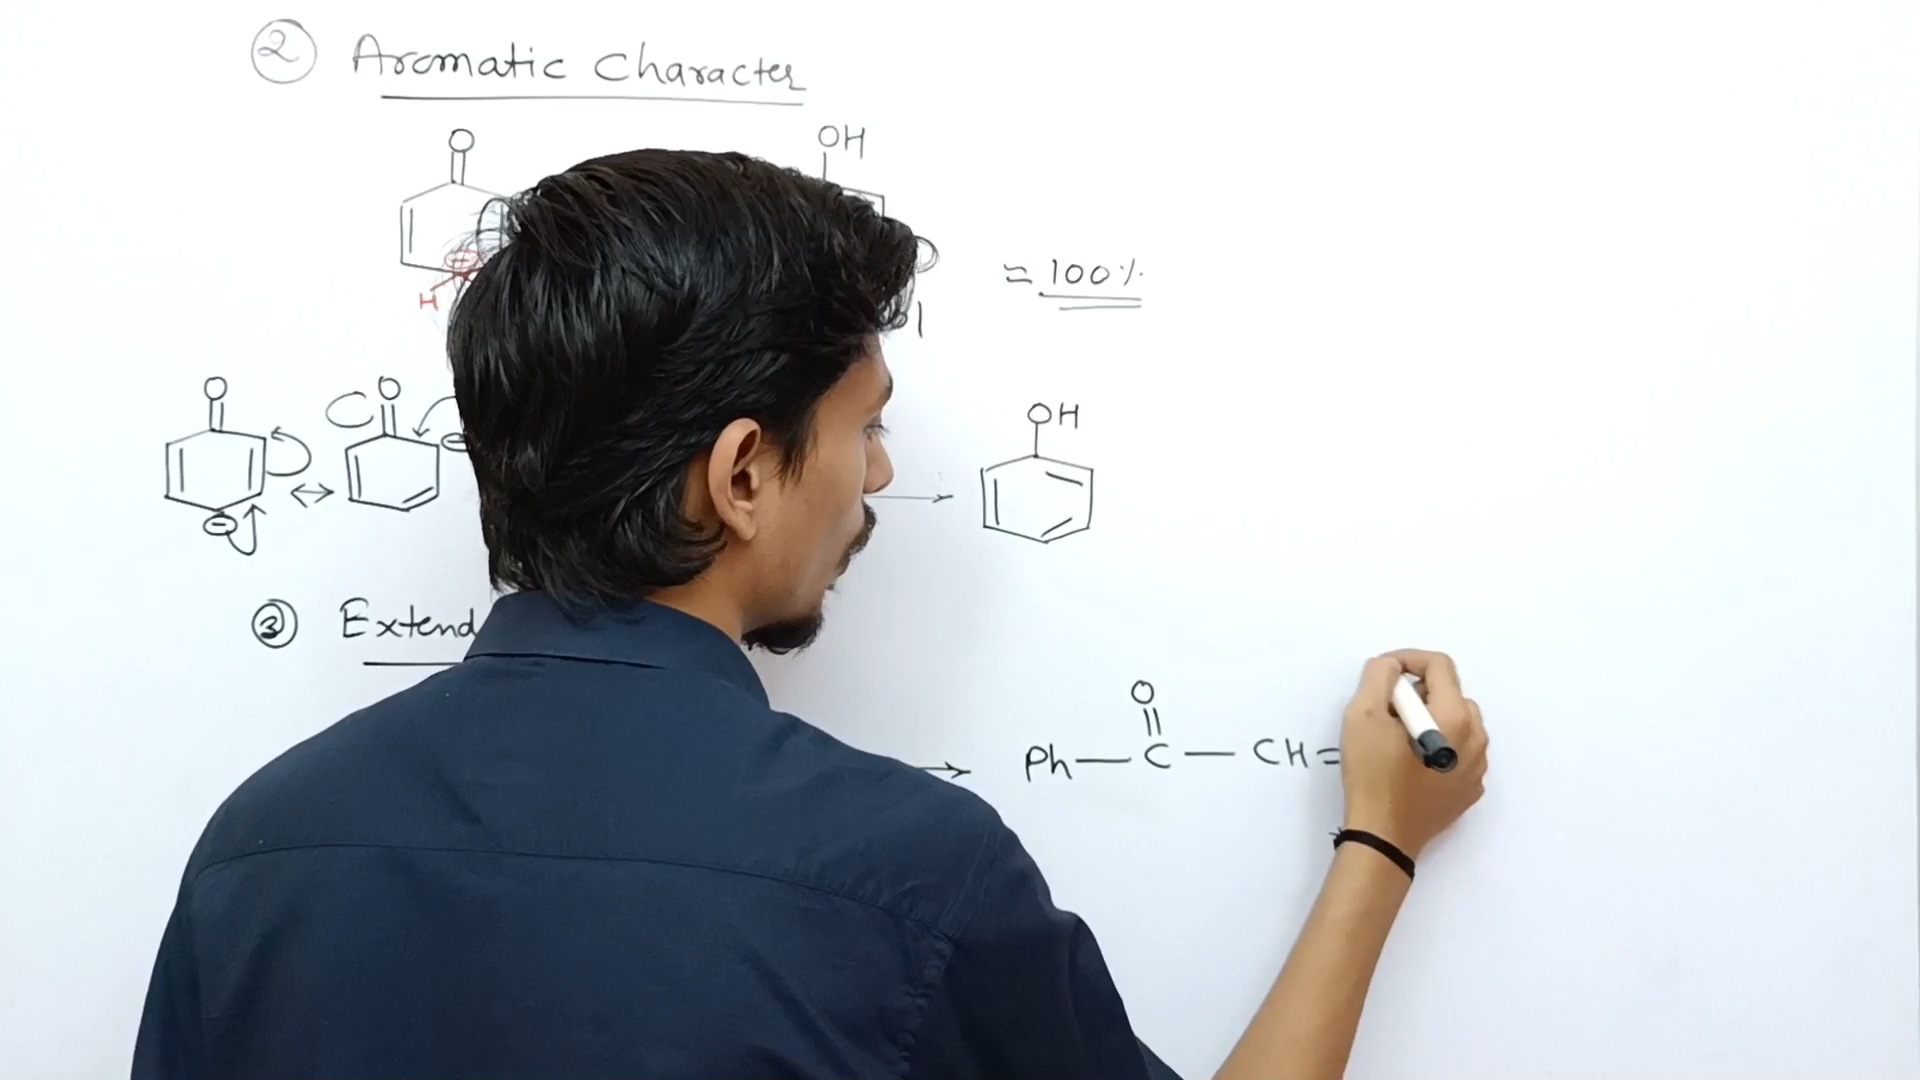 ② Aromatic Character
O
OH
H
≈ 100%
O
O
OH
⊖
③ Extend
O
Ph — C — CH =